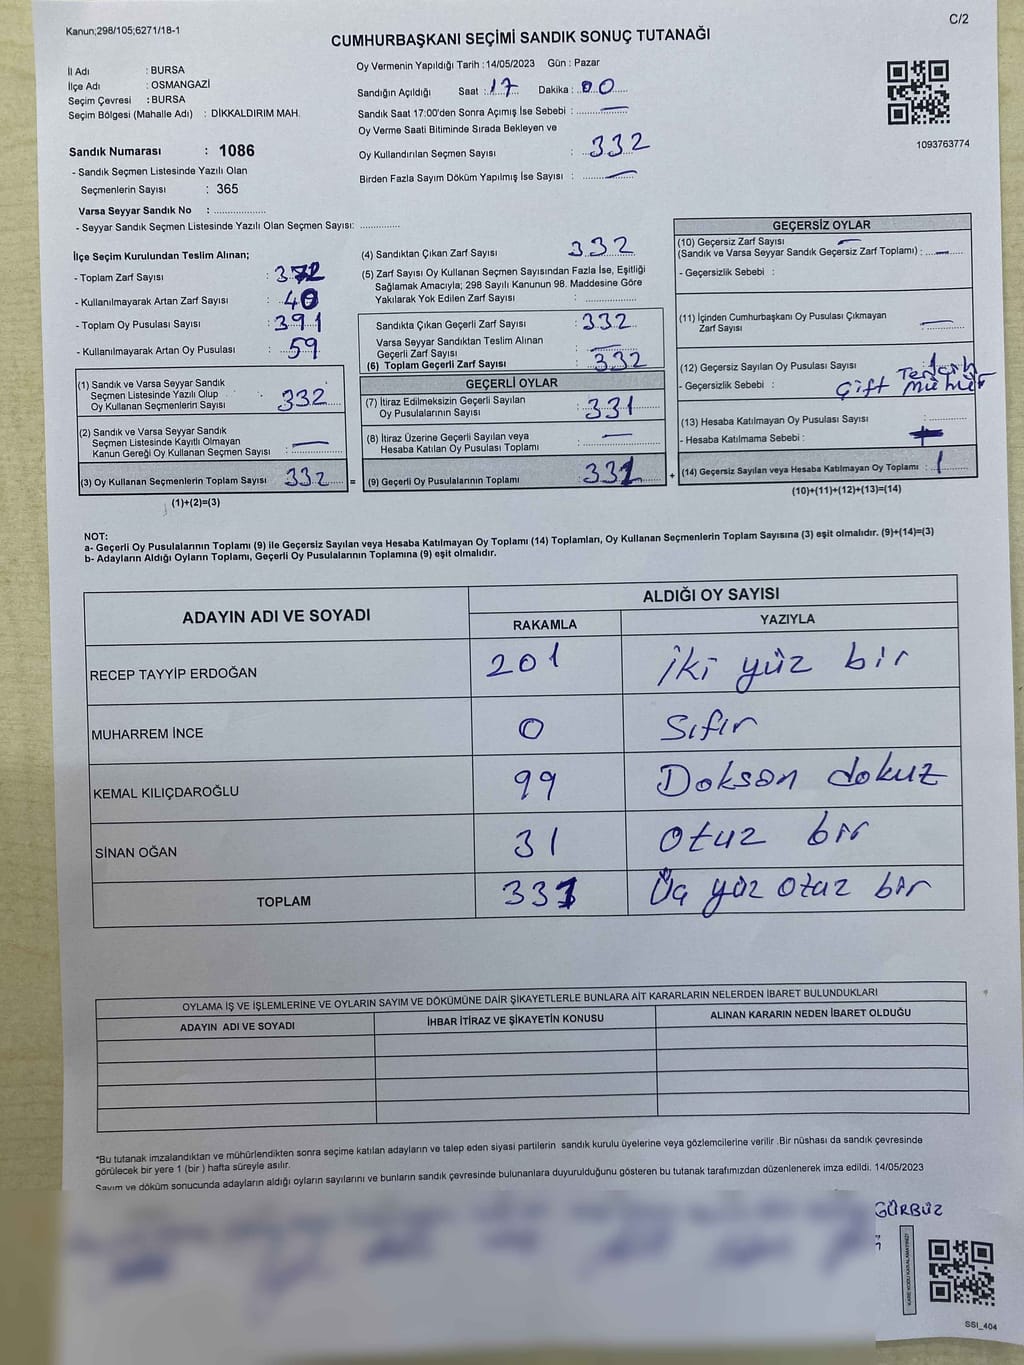 Kanun;298/105;6271/18-1
C/2
CUMHURBAŞKANI SEÇİMİ SANDIK SONUÇ TUTANAĞI
İl Adı : BURSA
İlçe Adı : OSMANGAZİ
Seçim Çevresi : BURSA
Seçim Bölgesi (Mahalle Adı) : DİKKALDIRIM MAH.
Sandık Numarası : 1086
- Sandık Seçmen Listesinde Yazılı Olan
Seçmenlerin Sayısı : 365
Varsa Seyyar Sandık No : ..................
- Seyyar Sandık Seçmen Listesinde Yazılı Olan Seçmen Sayısı: .............
Oy Vermenin Yapıldığı Tarih :14/05/2023 Gün : Pazar
Sandığın Açıldığı Saat : 17 Dakika : 00
Sandık Saat 17:00'den Sonra Açımış İse Sebebi : —
Oy Verme Saati Bitiminde Sırada Bekleyen ve
Oy Kullandırılan Seçmen Sayısı : 332
Birden Fazla Sayım Döküm Yapılmış İse Sayısı : —
1093763774
İlçe Seçim Kurulundan Teslim Alınan;
- Toplam Zarf Sayısı : 372
- Kullanılmayarak Artan Zarf Sayısı : 40
- Toplam Oy Pusulası Sayısı : 391
- Kullanılmayarak Artan Oy Pusulası : 59
(1) Sandık ve Varsa Seyyar Sandık
Seçmen Listesinde Yazılı Olup
Oy Kullanan Seçmenlerin Sayısı : 332
(2) Sandık ve Varsa Seyyar Sandık
Seçmen Listesinde Kayıtlı Olmayan
Kanun Gereği Oy Kullanan Seçmen Sayısı : —
(3) Oy Kullanan Seçmenlerin Toplam Sayısı 332 =
(1)+(2)=(3)
(4) Sandıktan Çıkan Zarf Sayısı 332
(5) Zarf Sayısı Oy Kullanan Seçmen Sayısından Fazla İse, Eşitliği
Sağlamak Amacıyla; 298 Sayılı Kanunun 98. Maddesine Göre
Yakılarak Yok Edilen Zarf Sayısı : ..................
Sandıkta Çıkan Geçerli Zarf Sayısı : 332
Varsa Seyyar Sandıktan Teslim Alınan
Geçerli Zarf Sayısı : —
(6) Toplam Geçerli Zarf Sayısı : 332
GEÇERLİ OYLAR
(7) İtiraz Edilmeksizin Geçerli Sayılan
Oy Pusulalarının Sayısı : 331
(8) İtiraz Üzerine Geçerli Sayılan veya
Hesaba Katılan Oy Pusulası Toplamı : —
(9) Geçerli Oy Pusulalarının Toplamı : 331 +
GEÇERSİZ OYLAR
(10) Geçersiz Zarf Sayısı —
(Sandık ve Varsa Seyyar Sandık Geçersiz Zarf Toplamı) : —
- Geçersizlik Sebebi :
(11) İçinden Cumhurbaşkanı Oy Pusulası Çıkmayan
Zarf Sayısı : —
(12) Geçersiz Sayılan Oy Pusulası Sayısı : 1
- Geçersizlik Sebebi : Çift Tercih Mühür
(13) Hesaba Katılmayan Oy Pusulası Sayısı : ............
- Hesaba Katılmama Sebebi :
(14) Geçersiz Sayılan veya Hesaba Katılmayan Oy Toplamı : 1
(10)+(11)+(12)+(13)=(14)
NOT:
a- Geçerli Oy Pusulalarının Toplamı (9) ile Geçersiz Sayılan veya Hesaba Katılmayan Oy Toplamı (14) Toplamları, Oy Kullanan Seçmenlerin Toplam Sayısına (3) eşit olmalıdır. (9)+(14)=(3)
b- Adayların Aldığı Oyların Toplamı, Geçerli Oy Pusulalarının Toplamına (9) eşit olmalıdır.
ADAYIN ADI VE SOYADI ALDIĞI OY SAYISI
RAKAMLA YAZIYLA
RECEP TAYYİP ERDOĞAN 201 İki yüz bir
MUHARREM İNCE 0 Sıfır
KEMAL KILIÇDAROĞLU 99 Doksan dokuz
SİNAN OĞAN 31 Otuz bir
TOPLAM 331 Üç yüz otuz bir
OYLAMA İŞ VE İŞLEMLERİNE VE OYLARIN SAYIM VE DÖKÜMÜNE DAİR ŞİKAYETLERLE BUNLARA AİT KARARLARIN NELERDEN İBARET BULUNDUKLARI
ADAYIN ADI VE SOYADI İHBAR İTİRAZ VE ŞİKAYETİN KONUSU ALINAN KARARIN NEDEN İBARET OLDUĞU
*Bu tutanak imzalandıktan ve mühürlendikten sonra seçime katılan adayların ve talep eden siyasi partilerin sandık kurulu üyelerine veya gözlemcilerine verilir .Bir nüshası da sandık çevresinde
görülecek bir yere 1 (bir ) hafta süreyle asılır.
Sayım ve döküm sonucunda adayların aldığı oyların sayılarını ve bunların sandık çevresinde bulunanlara duyurulduğunu gösteren bu tutanak tarafımızdan düzenlenerek imza edildi. 14/05/2023
GÜRBÜZ
SSI_404